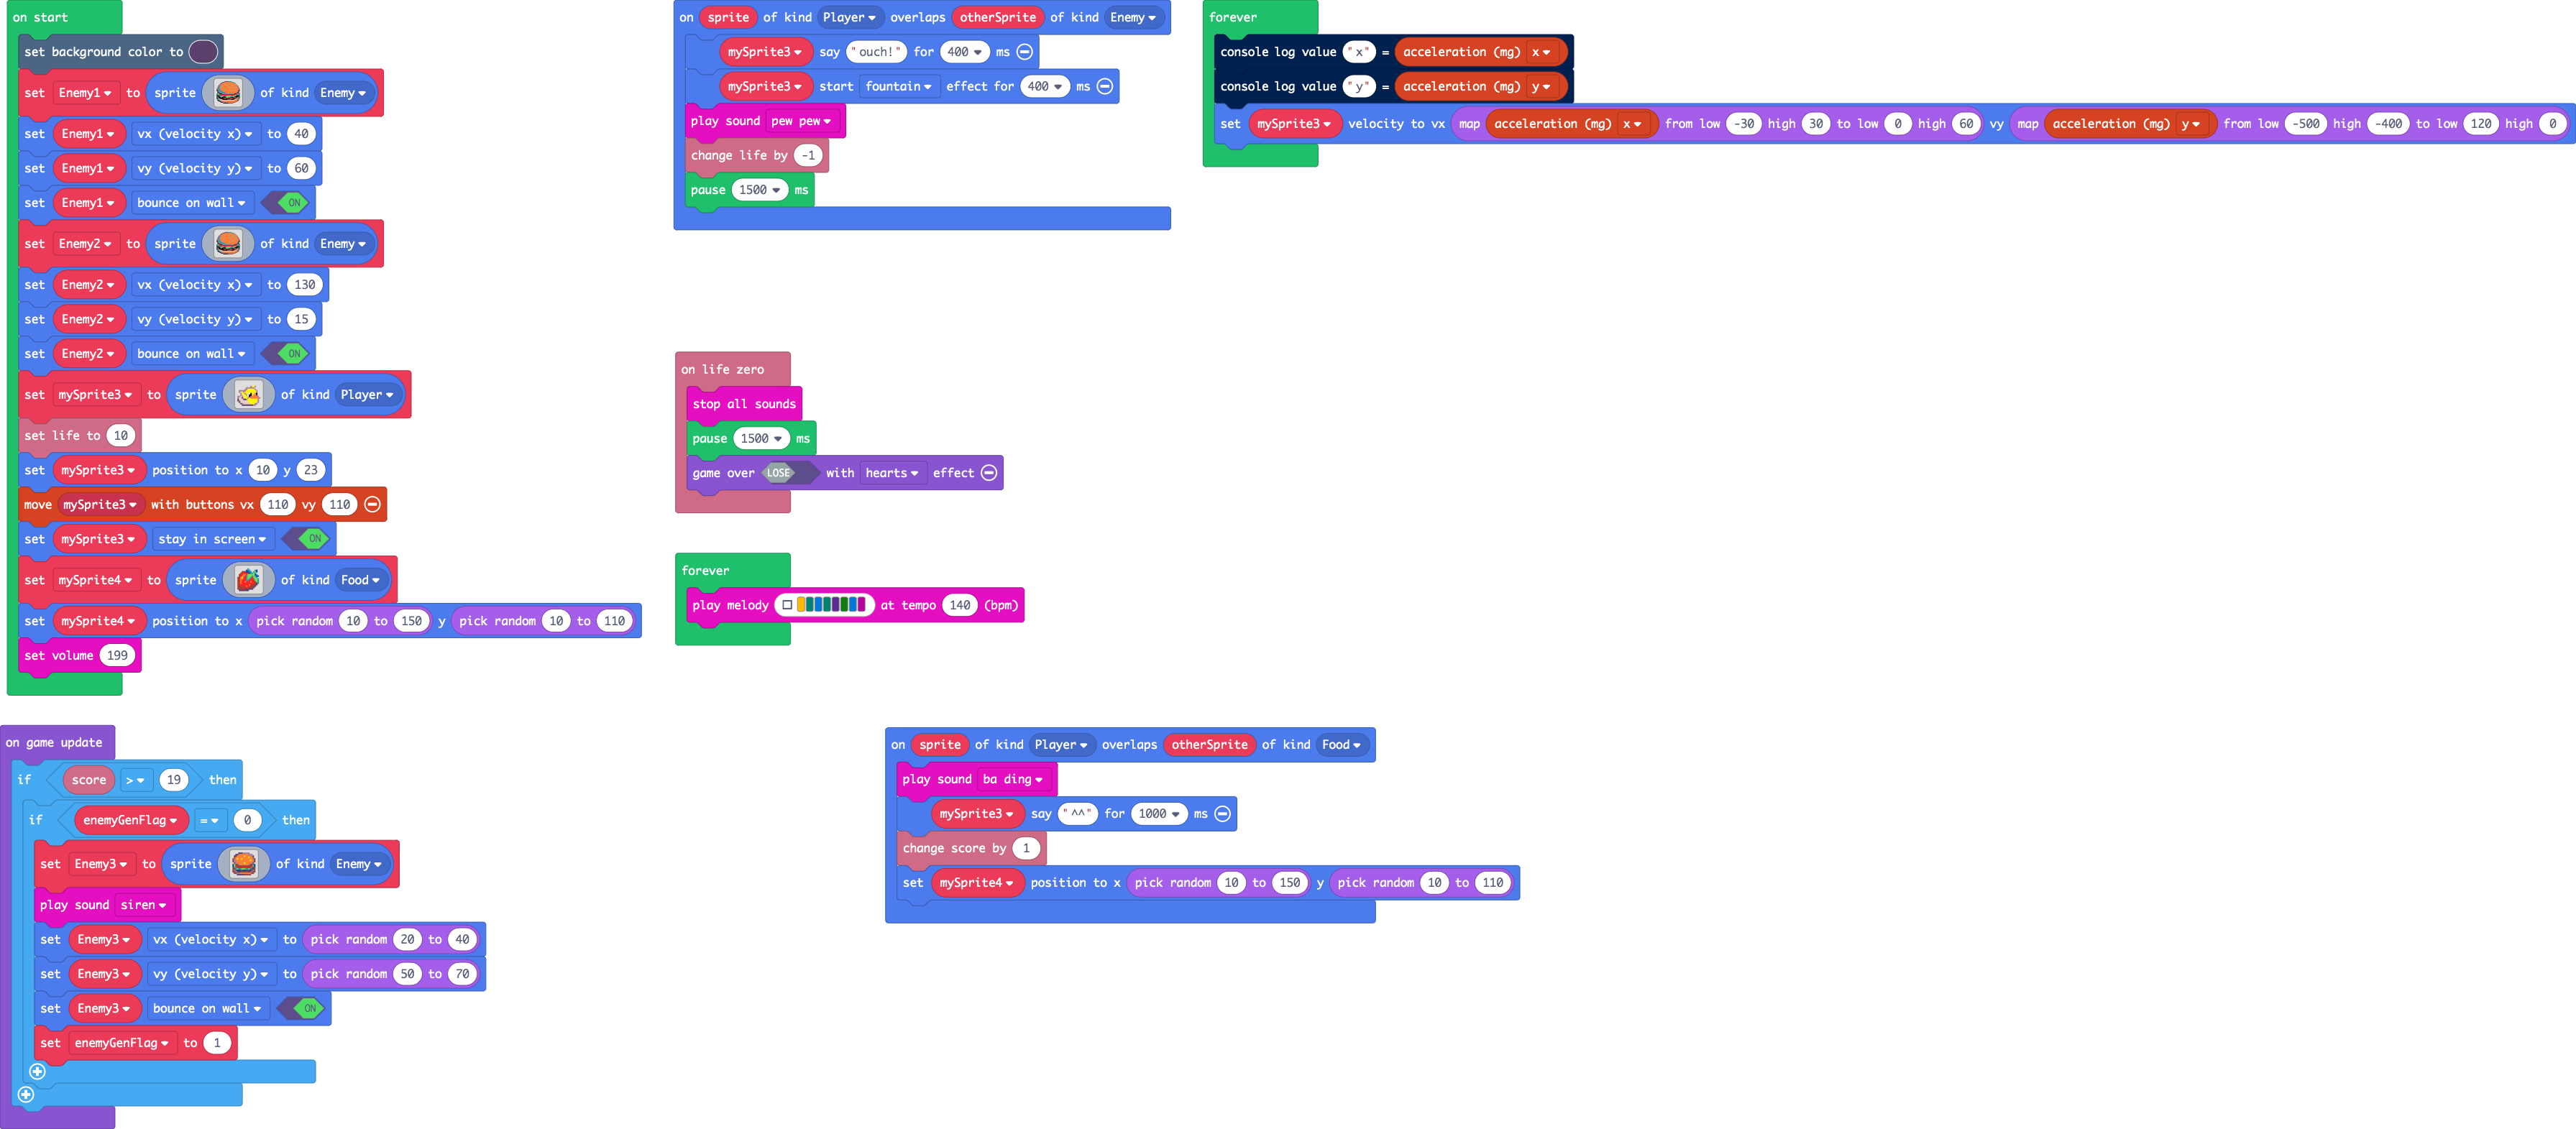 on start
set background color to
set Enemy1 to sprite of kind Enemy
set Enemy1 vx (velocity x) to 40
set Enemy1 vy (velocity y) to 60
set Enemy1 bounce on wall ON
set Enemy2 to sprite of kind Enemy
set Enemy2 vx (velocity x) to 130
set Enemy2 vy (velocity y) to 15
set Enemy2 bounce on wall ON
set mySprite3 to sprite of kind Player
set life to 10
set mySprite3 position to x 10 y 23
move mySprite3 with buttons vx 110 vy 110
set mySprite3 stay in screen ON
set mySprite4 to sprite of kind Food
set mySprite4 position to x pick random 10 to 150 y pick random 10 to 110
set volume 199
on sprite of kind Player overlaps otherSprite of kind Enemy
mySprite3 say "ouch!" for 400 ms
mySprite3 start fountain effect for 400 ms
play sound pew pew
change life by -1
pause 1500 ms
forever
console log value "x" = acceleration (mg) x
console log value "y" = acceleration (mg) y
set mySprite3 velocity to vx map acceleration (mg) x from low -30 high 30 to low 0 high 60 vy map acceleration (mg) y from low -500 high -400 to low 120 high 0
on life zero
stop all sounds
pause 1500 ms
game over LOSE with hearts effect
forever
play melody at tempo 140 (bpm)
on game update
if score > 19 then
if enemyGenFlag = 0 then
set Enemy3 to sprite of kind Enemy
play sound siren
set Enemy3 vx (velocity x) to pick random 20 to 40
set Enemy3 vy (velocity y) to pick random 50 to 70
set Enemy3 bounce on wall ON
set enemyGenFlag to 1
on sprite of kind Player overlaps otherSprite of kind Food
play sound ba ding
mySprite3 say "^^" for 1000 ms
change score by 1
set mySprite4 position to x pick random 10 to 150 y pick random 10 to 110